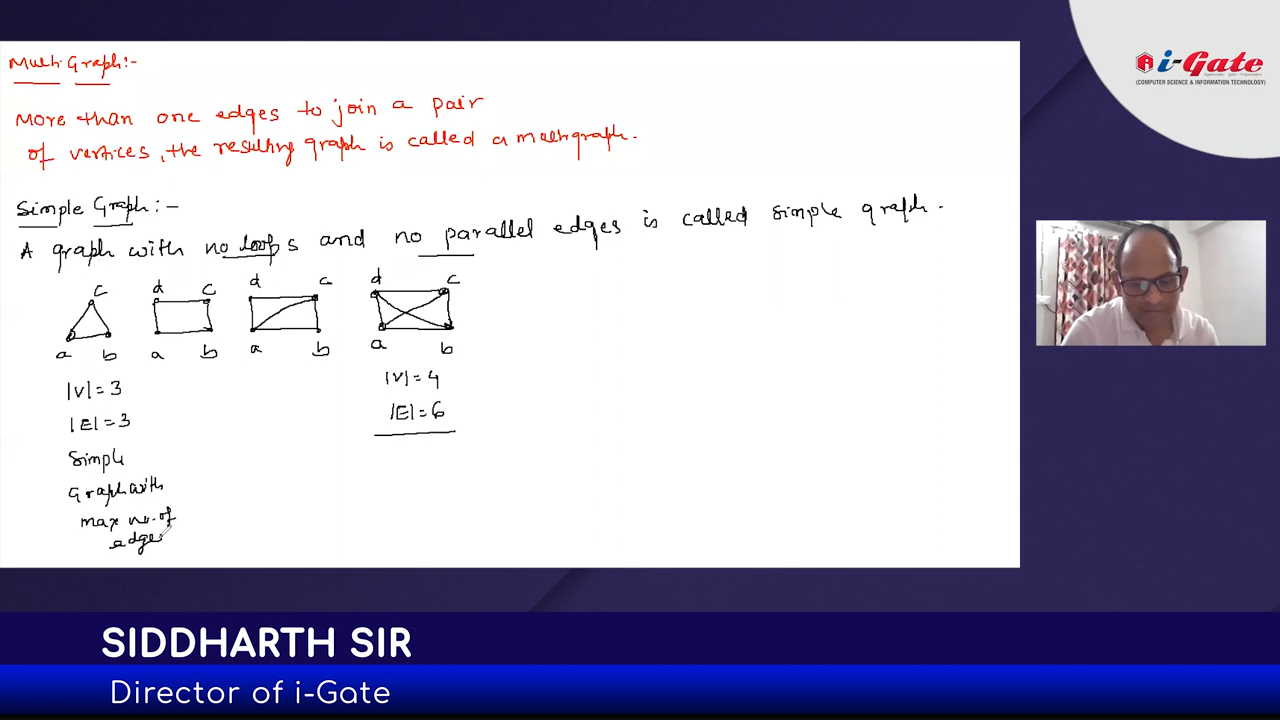 Multi Graph:-
More than one edges to join a pair
of vertices, the resulting graph is called a multigraph.
Simple Graph:-
A graph with no loops and no parallel edges is called simple graph.
d c d c d c
c
a b a b a b a b
|V| = 3
|E| = 3
|V| = 4
|E| = 6
Simple
Graph with
max no. of
edge
i-Gate
(COMPUTER SCIENCE & INFORMATION TECHNOLOGY)
SIDDHARTH SIR
Director of i-Gate